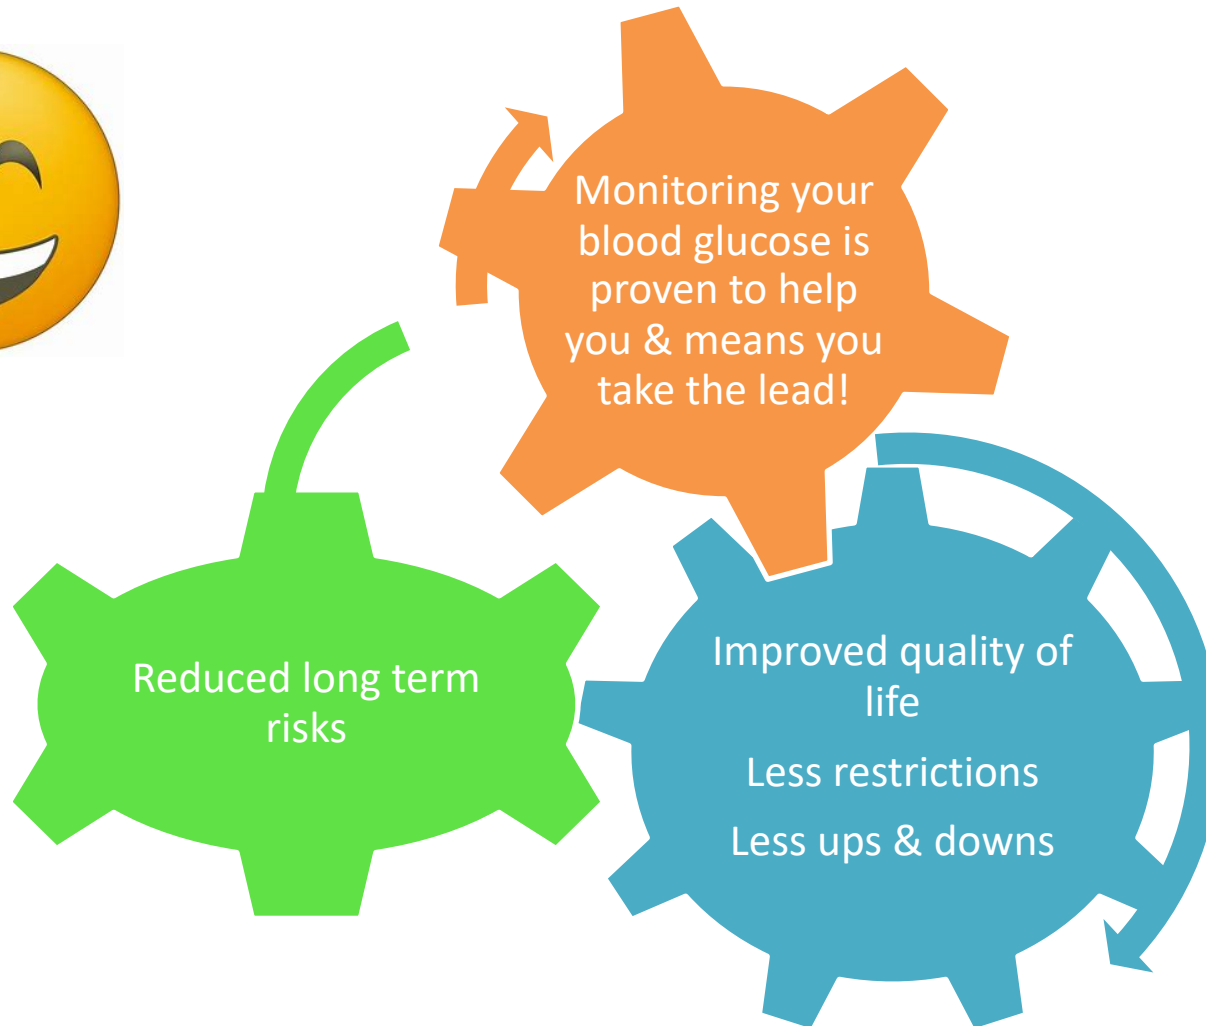 Monitoring your
blood glucose is
proven to help
you & means you
take the lead!
Reduced long term
risks
Improved quality of
life
Less restrictions
Less ups & downs